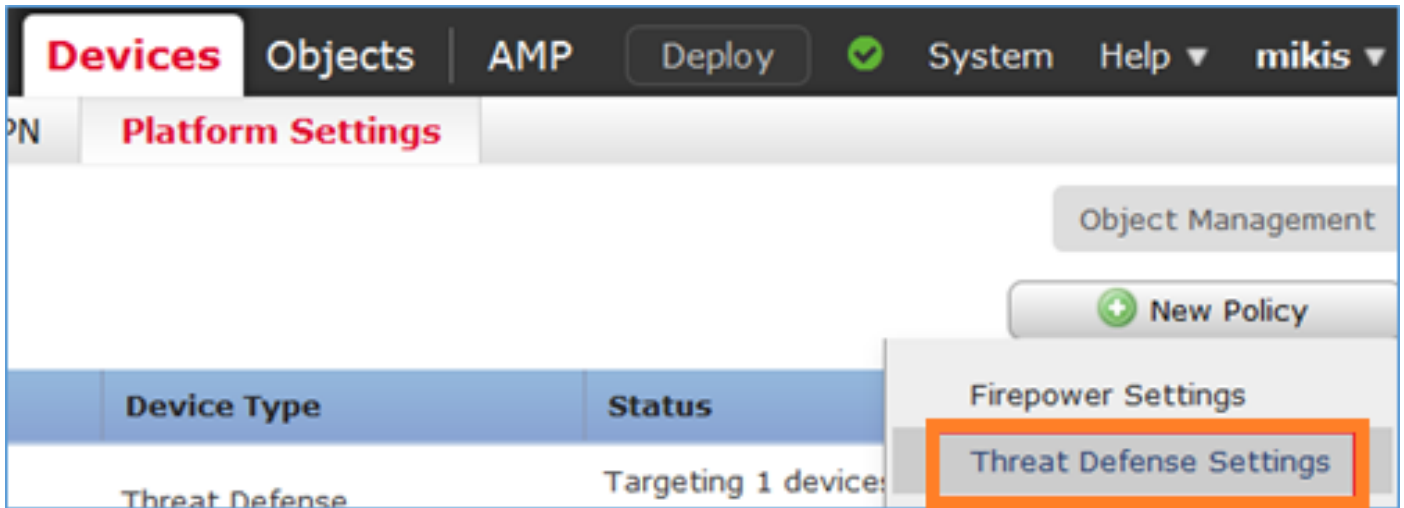 Devices Objects AMP Deploy System Help mikis
PN Platform Settings
Object Management
New Policy
Device Type Status Firepower Settings
Threat Defense Targeting 1 devices Threat Defense Settings